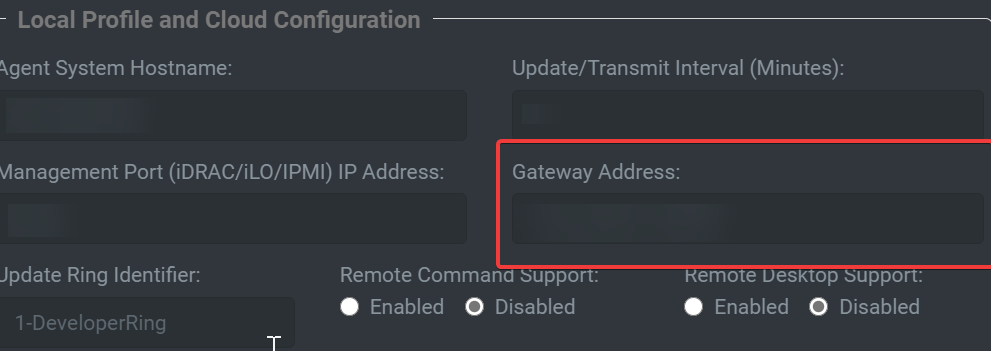 Local Profile and Cloud Configuration
Agent System Hostname:
Update/Transmit Interval (Minutes):
Management Port (iDRAC/iLO/IPMI) IP Address:
Gateway Address:
Update Ring Identifier:
1-DeveloperRing
Remote Command Support:
Enabled Disabled
Remote Desktop Support:
Enabled Disabled